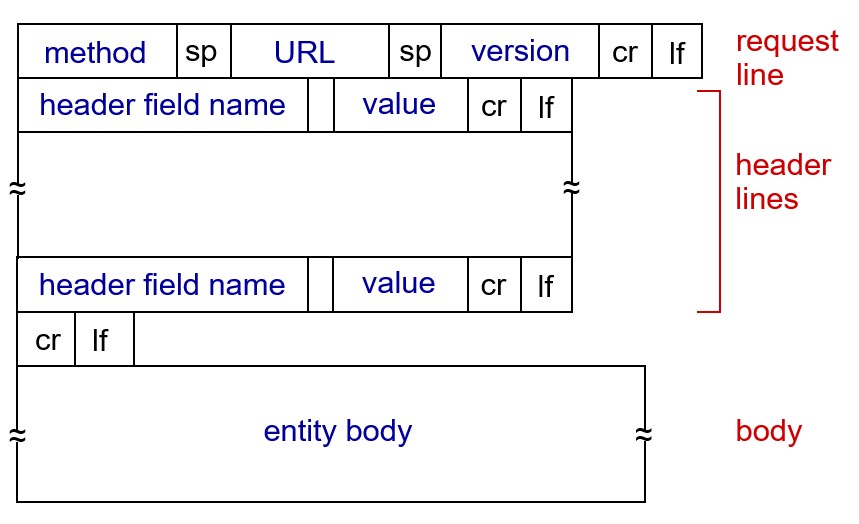 method sp URL sp version cr lf
request
line
header field name value cr lf
header
lines
≈ ≈
header field name value cr lf
cr lf
entity body
≈ ≈
body